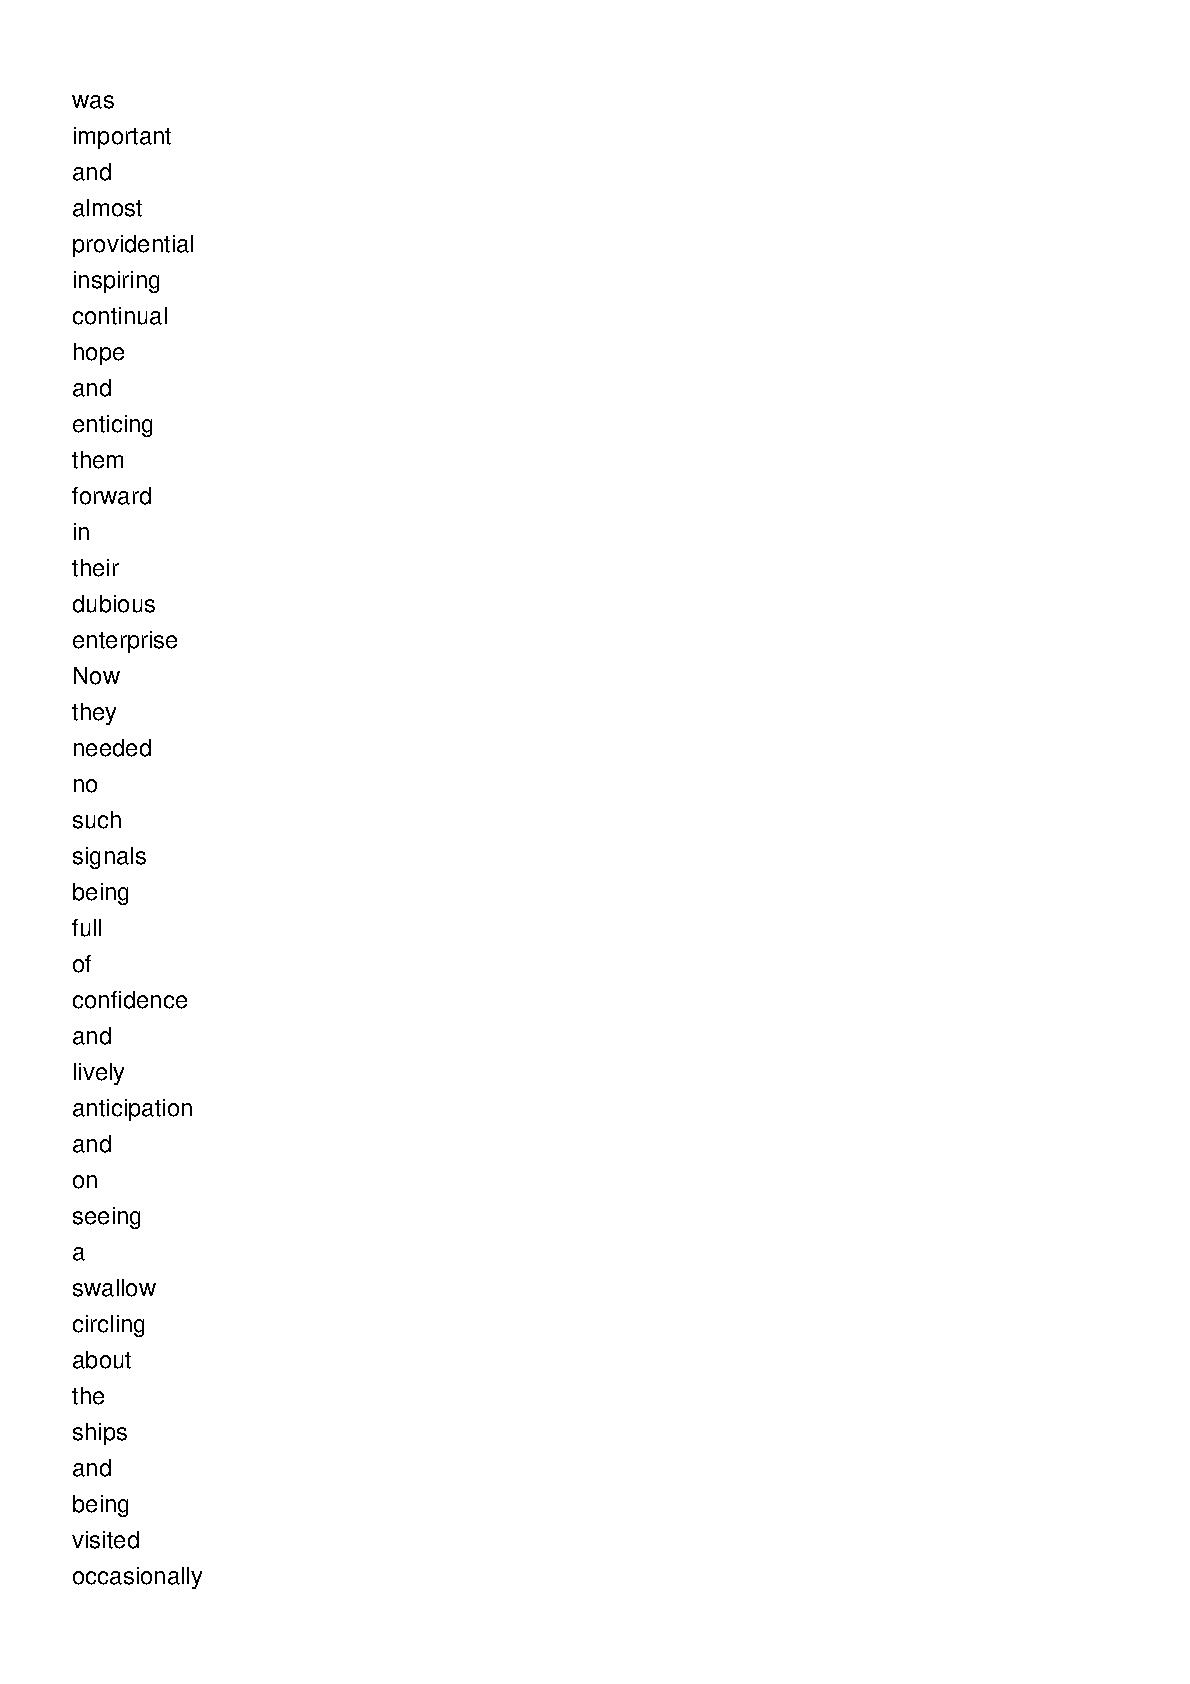 was
important
and
almost
providential
inspiring
continual
hope
and
enticing
them
forward
in
their
dubious
enterprise
Now
they
needed
no
such
signals
being
full
of
confidence
and
lively
anticipation
and
on
seeing
a
swallow
circling
about
the
ships
and
being
visited
occasionally